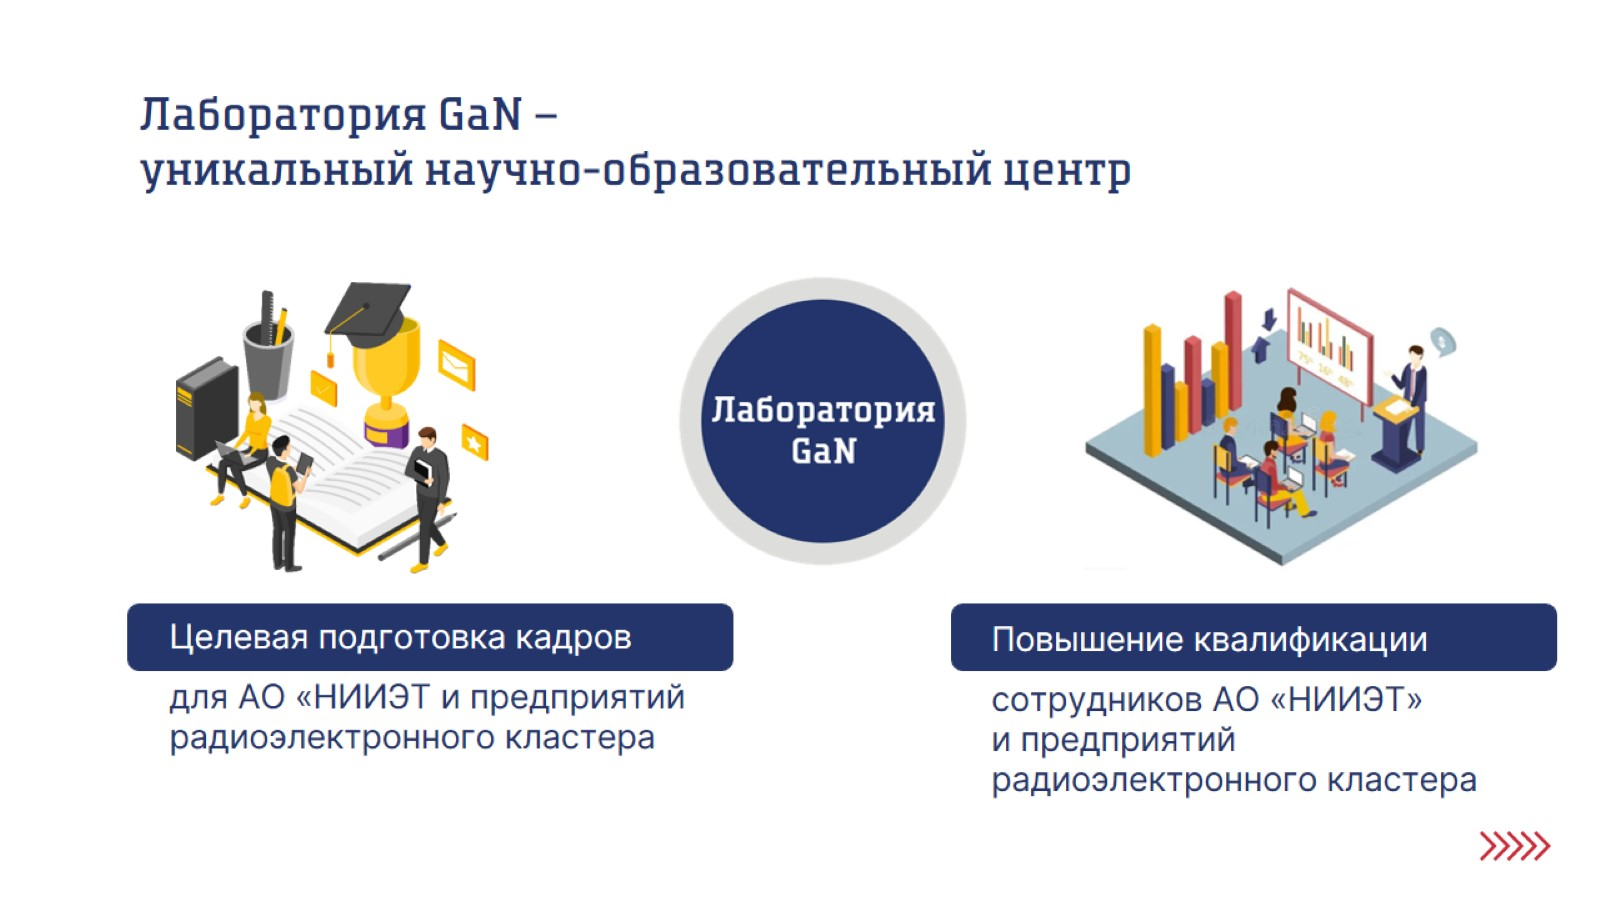 Лаборатория GaN –
уникальный научно-образовательный центр
Лаборатория
GaN
Целевая подготовка кадров
для АО «НИИЭТ и предприятий
радиоэлектронного кластера
Повышение квалификации
сотрудников АО «НИИЭТ»
и предприятий
радиоэлектронного кластера